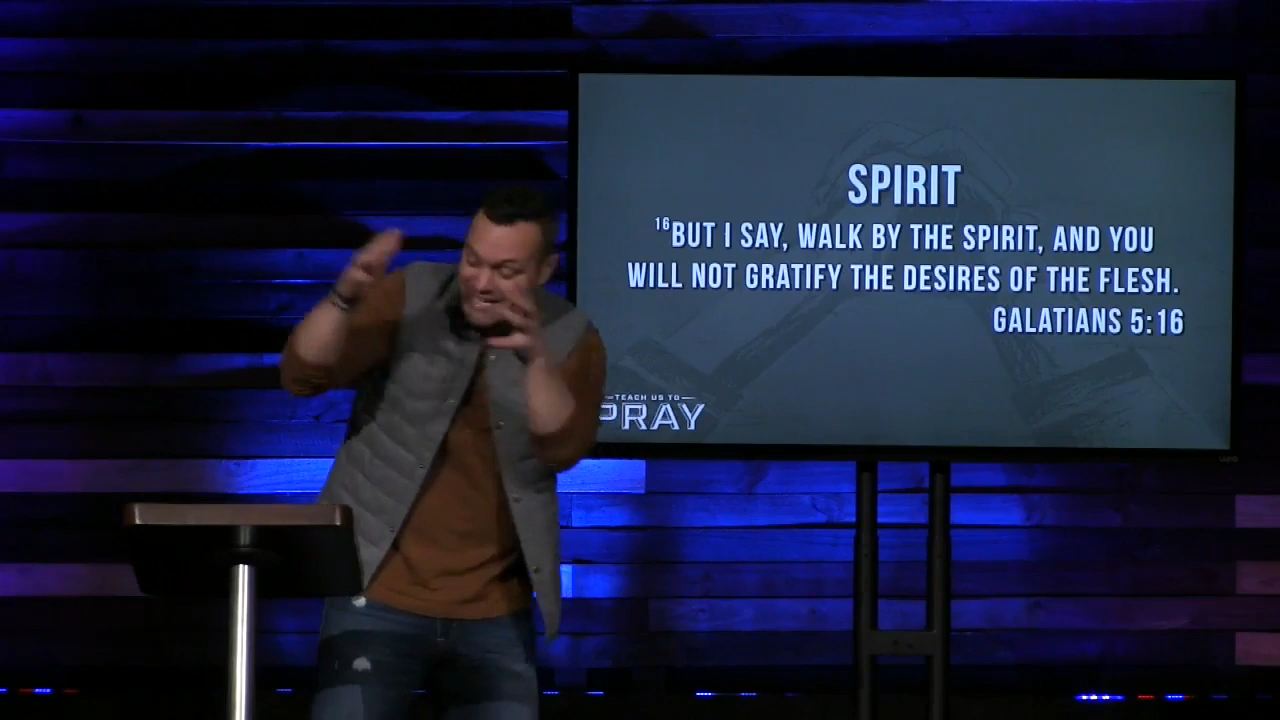 SPIRIT
16BUT I SAY, WALK BY THE SPIRIT, AND YOU
WILL NOT GRATIFY THE DESIRES OF THE FLESH.
GALATIANS 5:16
TEACH US TO
PRAY
VIZIO